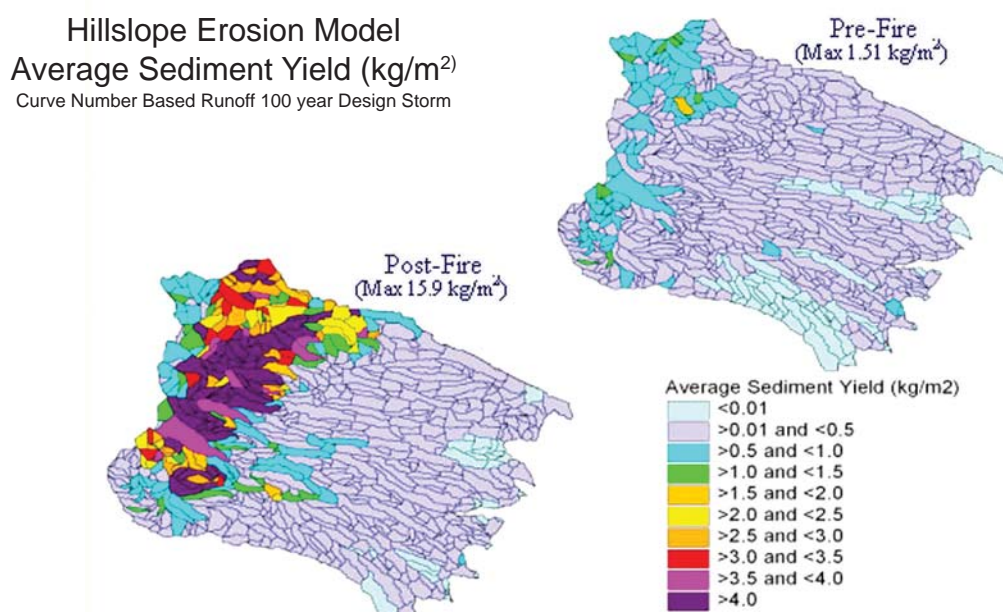 Hillslope Erosion Model
Average Sediment Yield (kg/m²)
Curve Number Based Runoff 100 year Design Storm
Pre-Fire
(Max 1.51 kg/m²)
Post-Fire
(Max 15.9 kg/m²)
Average Sediment Yield (kg/m2)
<0.01
>0.01 and <0.5
>0.5 and <1.0
>1.0 and <1.5
>1.5 and <2.0
>2.0 and <2.5
>2.5 and <3.0
>3.0 and <3.5
>3.5 and <4.0
>4.0